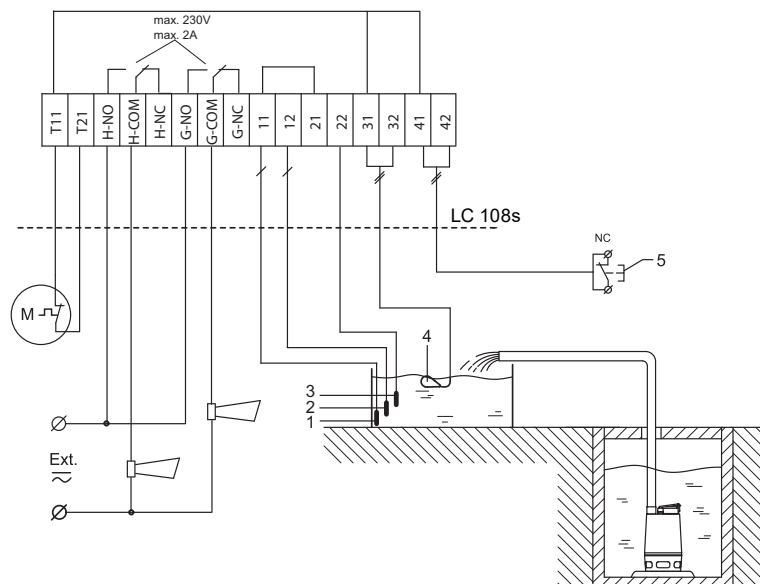 max. 230V
max. 2A
T11
T21
H-NO
H-COM
H-NC
G-NO
G-COM
G-NC
11
12
21
22
31
32
41
42
LC 108s
NC
5
M
4
3
2
1
Ext.